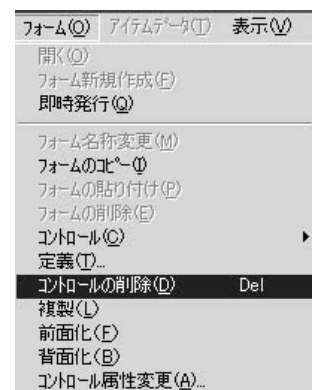 フォーム(O) アイテムデータ(T) 表示(V)
開く(O)
フォーム新規作成(F)
即時発行(Q)
フォーム名称変更(M)
フォームのコピー(I)
フォームの貼り付け(P)
フォームの削除(E)
コントロール(C)
定義(T)...
コントロールの削除(D) Del
複製(L)
前面化(F)
背面化(B)
コントロール属性変更(A)...